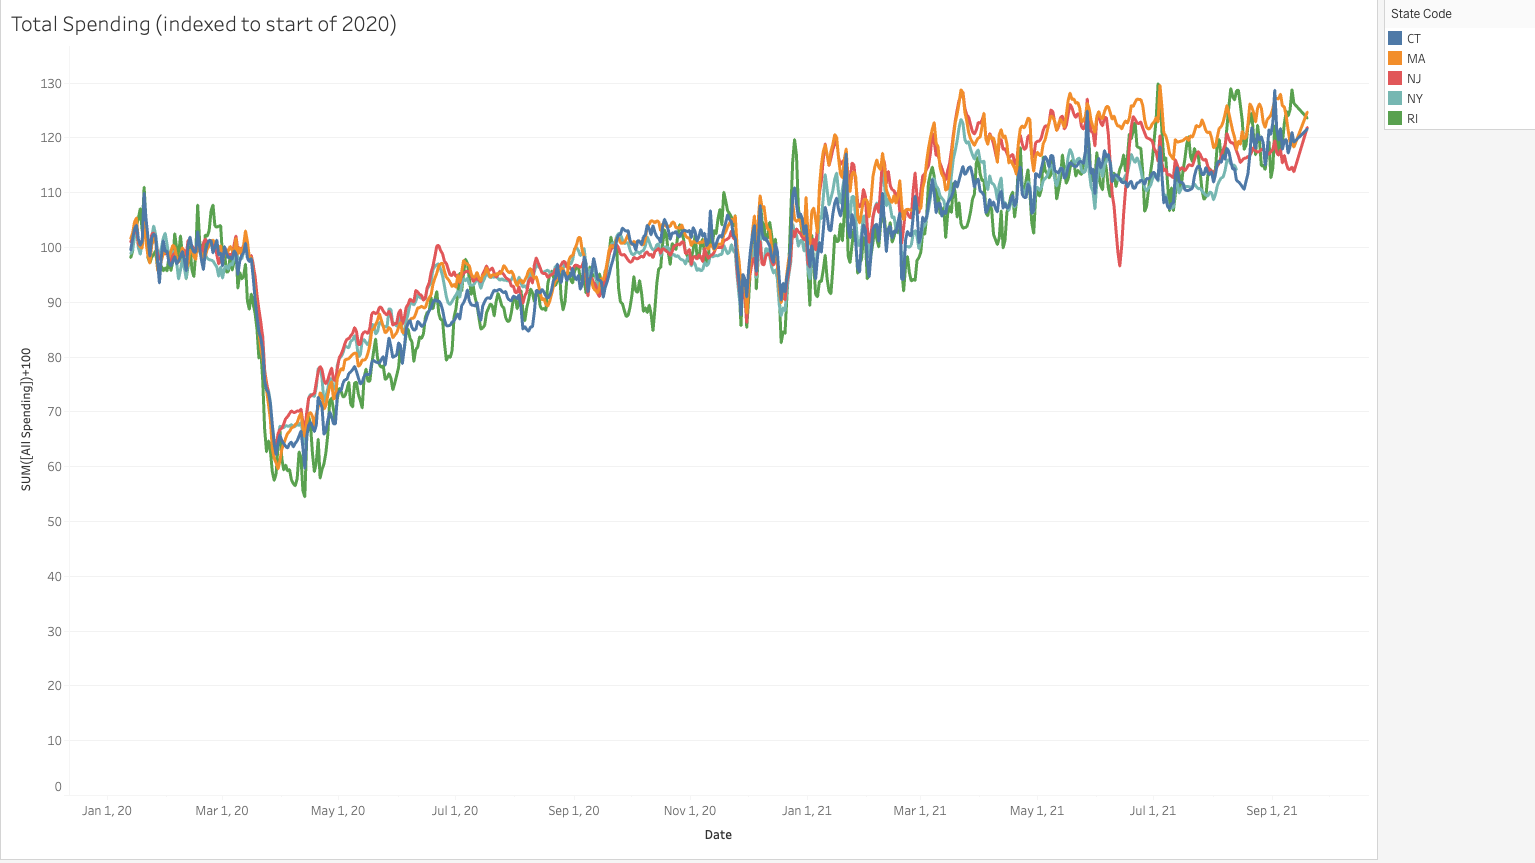 Total Spending (indexed to start of 2020)
State Code
CT
MA
NJ
NY
RI
130
120
110
100
90
80
70
60
50
40
30
20
10
0
SUM([All Spending])+100
Jan 1, 20 Mar 1, 20 May 1, 20 Jul 1, 20 Sep 1, 20 Nov 1, 20 Jan 1, 21 Mar 1, 21 May 1, 21 Jul 1, 21 Sep 1, 21
Date